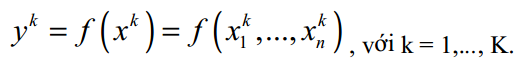 y^k = f(x^k) = f(x_1^k,...,x_n^k) , với k = 1,..., K.